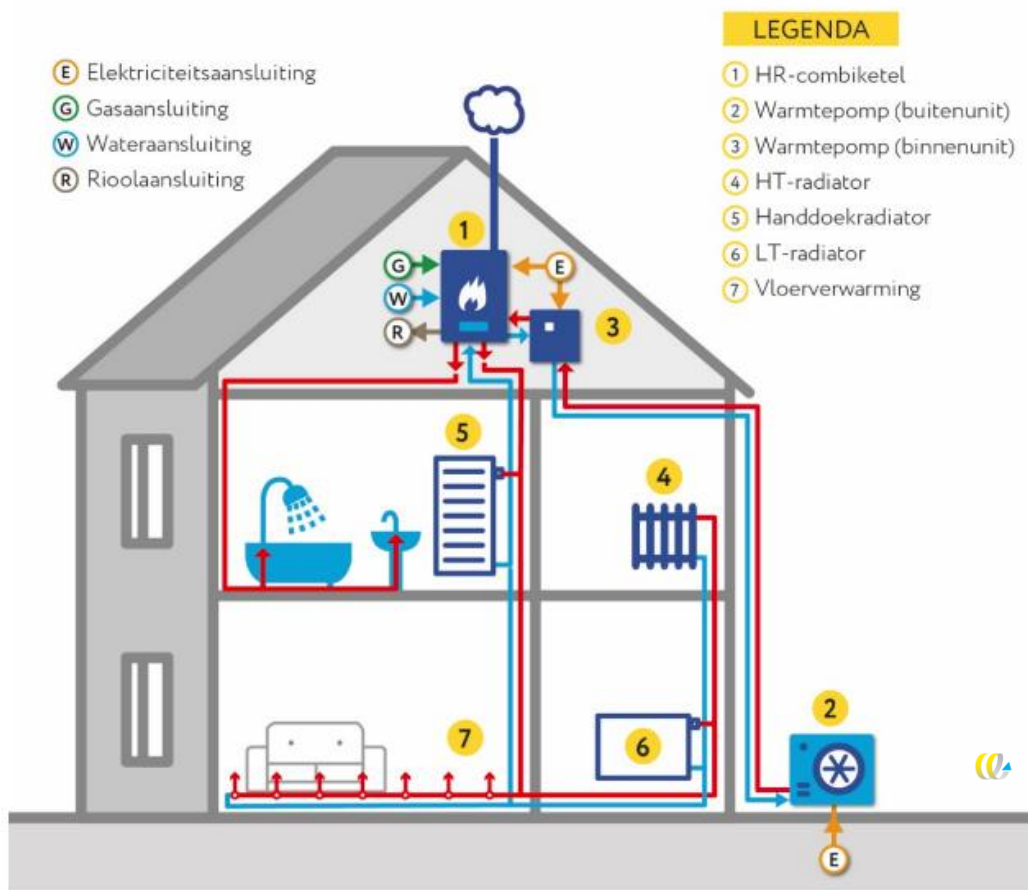 E Elektriciteitsaansluiting
G Gasaansluiting
W Wateraansluiting
R Rioolaansluiting
LEGENDA
1 HR-combiketel
2 Warmtepomp (buitenunit)
3 Warmtepomp (binnenunit)
4 HT-radiator
5 Handdoekradiator
6 LT-radiator
7 Vloerverwarming
1
G
E
W
R
3
5
4
7
6
2
E